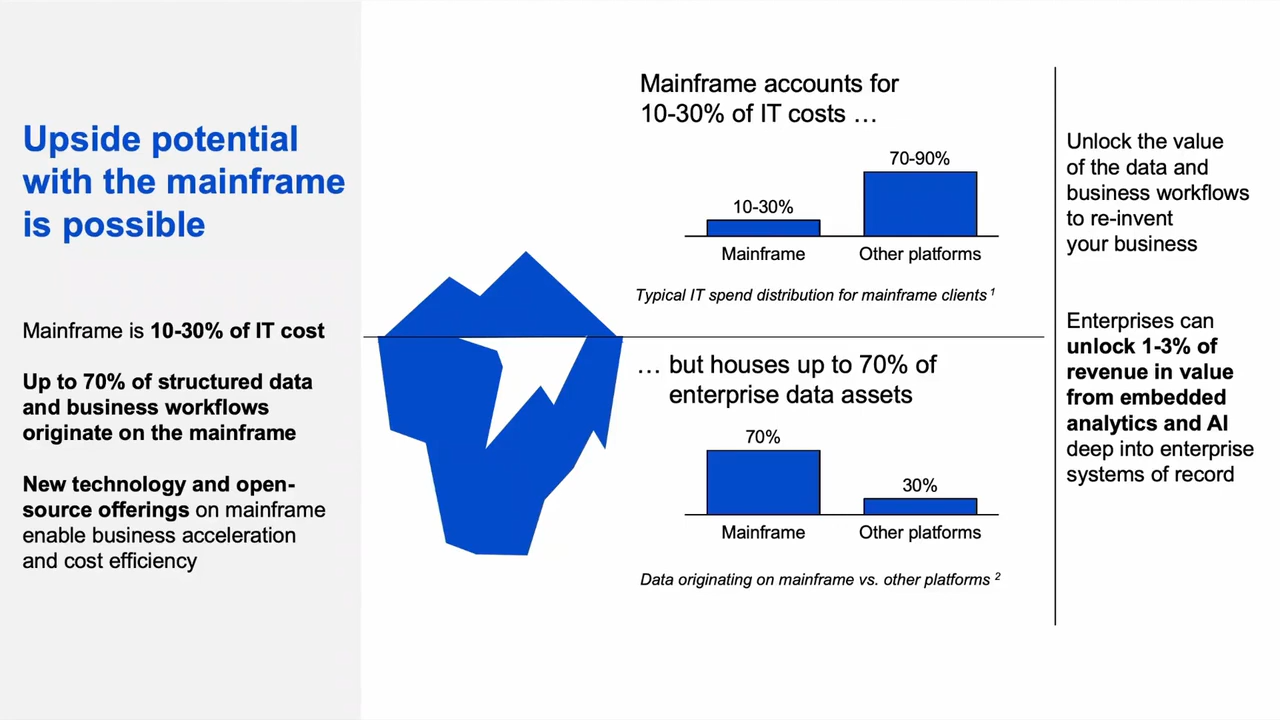 Upside potential
with the mainframe
is possible
Mainframe is 10-30% of IT cost
Up to 70% of structured data
and business workflows
originate on the mainframe
New technology and open-
source offerings on mainframe
enable business acceleration
and cost efficiency
Mainframe accounts for
10-30% of IT costs …
70-90%
10-30%
Mainframe
Other platforms
Typical IT spend distribution for mainframe clients 1
… but houses up to 70% of
enterprise data assets
70%
30%
Mainframe
Other platforms
Data originating on mainframe vs. other platforms 2
Unlock the value
of the data and
business workflows
to re-invent
your business
Enterprises can
unlock 1-3% of
revenue in value
from embedded
analytics and AI
deep into enterprise
systems of record